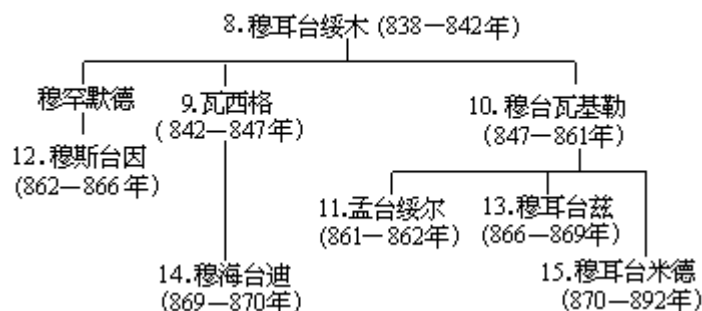 8.穆耳台绥木 (838—842年)
穆罕默德
9.瓦西格
(842—847年)
10.穆台瓦基勒
(847—861年)
12.穆斯台因
(862—866年)
11.孟台绥尔
(861—862年)
13.穆耳台兹
(866—869年)
14.穆海台迪
(869—870年)
15.穆耳台米德
(870—892年)